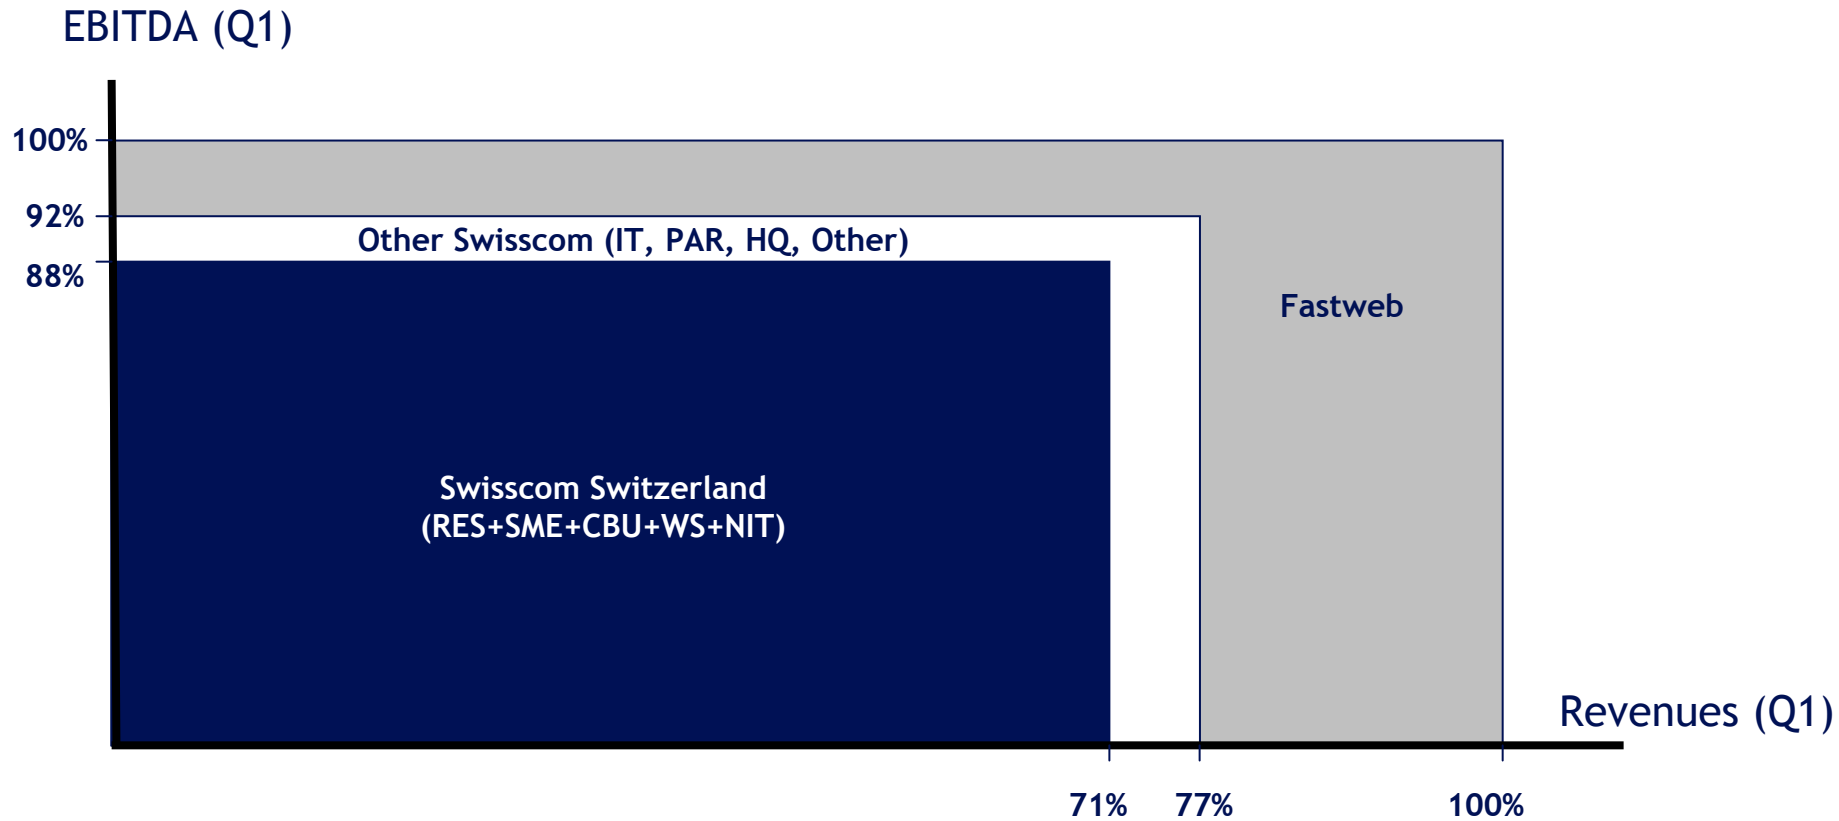 EBITDA (Q1)
100%
92%
Other Swisscom (IT, PAR, HQ, Other)
88%
Fastweb
Swisscom Switzerland
(RES+SME+CBU+WS+NIT)
Revenues (Q1)
71%
77%
100%